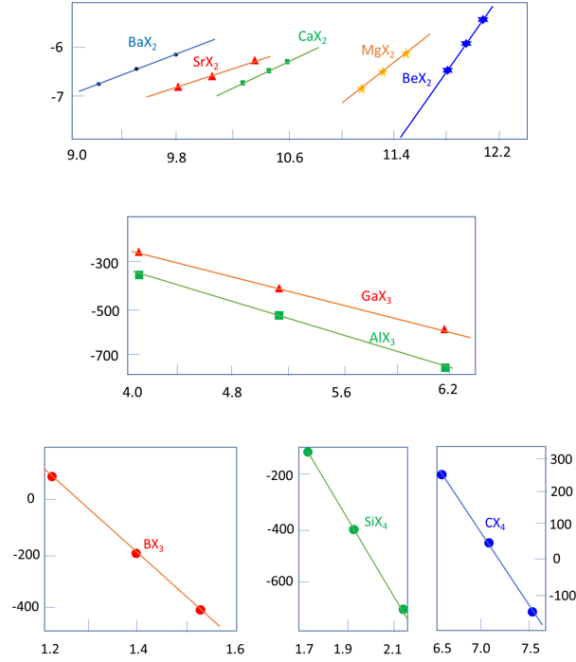 BaX2
CaX2
-6
SrX2
MgX2
BeX2
-7
9.0 9.8 10.6 11.4 12.2
-300
GaX3
-500
AlX3
-700
4.0 4.8 5.6 6.2
0
BX3
-200
-400
1.2 1.4 1.6
-200
-400
SiX4
-600
1.7 1.9 2.1
300
200
CX4
100
0
-100
6.5 7.0 7.5